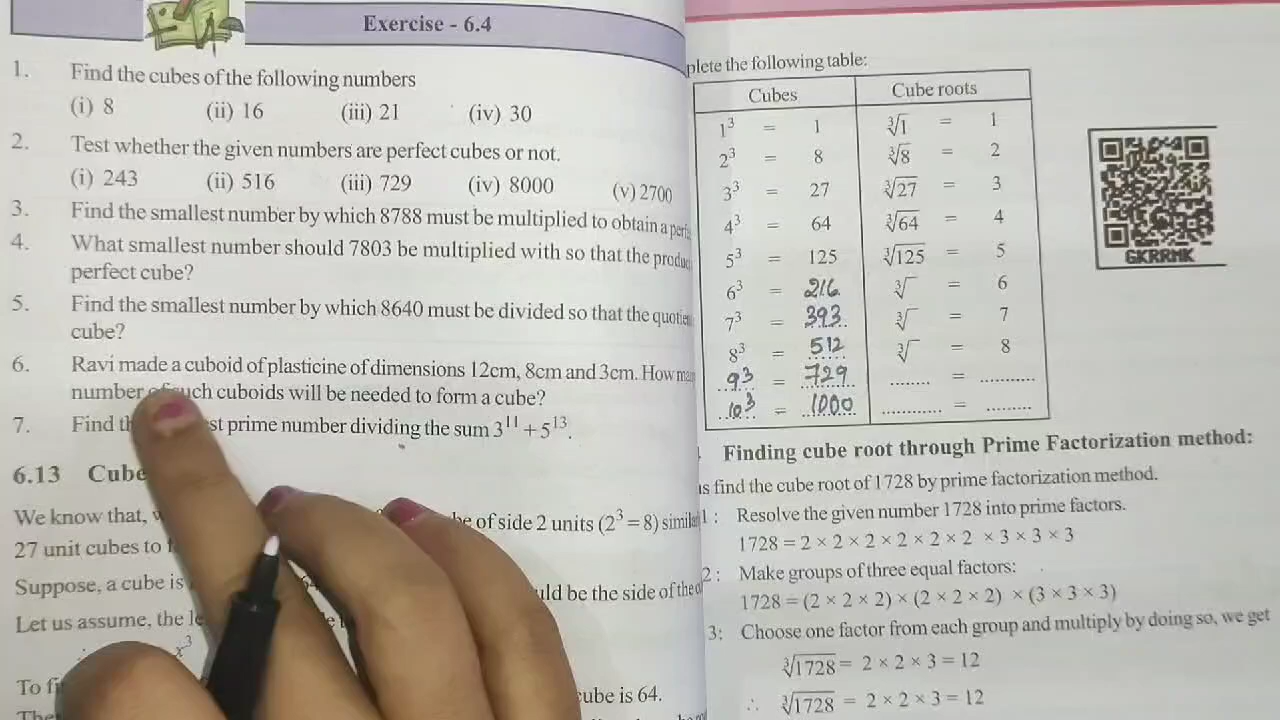 Exercise - 6.4
1. Find the cubes of the following numbers
(i) 8 (ii) 16 (iii) 21 (iv) 30
2. Test whether the given numbers are perfect cubes or not.
(i) 243 (ii) 516 (iii) 729 (iv) 8000 (v) 2700
3. Find the smallest number by which 8788 must be multiplied to obtain a
4. What smallest number should 7803 be multiplied with so that the
perfect cube?
5. Find the smallest number by which 8640 must be divided so that the
cube?
6. Ravi made a cuboid of plasticine of dimensions 12cm, 8cm and 3cm. How
number of such cuboids will be needed to form a cube?
7. Find prime number dividing the sum 3¹¹ + 5¹³.
6.13 Cube
We know that, of side 2 units (2³ = 8)
27 unit cubes to
Suppose, a cube is be the side of the
Let us assume, the
∴ x³
To
cube is 64.
plete the following table:
Cubes Cube roots
1³ = 1 ∛1 = 1
2³ = 8 ∛8 = 2
3³ = 27 ∛27 = 3
4³ = 64 ∛64 = 4
5³ = 125 ∛125 = 5
6³ = 216 ∛ = 6
7³ = 393 ∛ = 7
8³ = 512 ∛ = 8
9³ = 729 ........ = ...........
10³ = 1000 ............ = .........
GKRRMK
Finding cube root through Prime Factorization method:
us find the cube root of 1728 by prime factorization method.
1 : Resolve the given number 1728 into prime factors.
1728 = 2 × 2 × 2 × 2 × 2 × 2 × 3 × 3 × 3
2 : Make groups of three equal factors:
1728 = (2 × 2 × 2) × (2 × 2 × 2) × (3 × 3 × 3)
3: Choose one factor from each group and multiply by doing so, we get
∛1728 = 2 × 2 × 3 = 12
∴ ∛1728 = 2 × 2 × 3 = 12